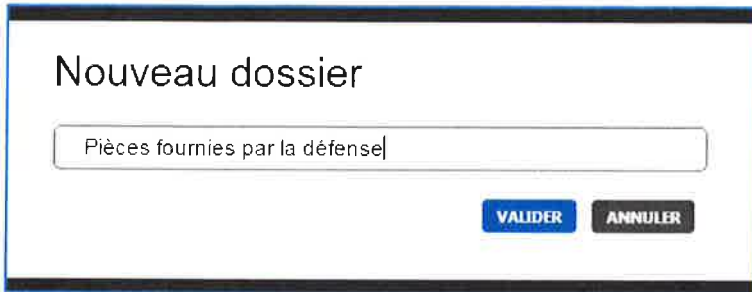 Nouveau dossier
Pièces fournies par la défense
VALIDER ANNULER